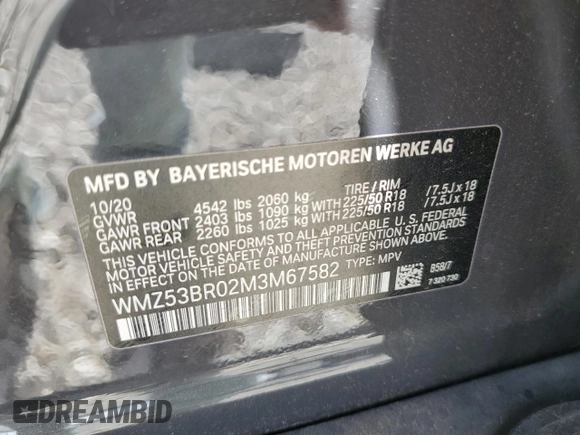 MFD BY BAYERISCHE MOTOREN WERKE AG
10/20 TIRE / RIM
GVWR 4542 lbs 2060 kg
GAWR FRONT 2403 lbs 1090 kg WITH 225/50 R18 /7.5J x 18
GAWR REAR 2260 lbs 1025 kg WITH 225/50 R18 /7.5J x 18
THIS VEHICLE CONFORMS TO ALL APPLICABLE U. S. FEDERAL
MOTOR VEHICLE SAFETY, BUMPER, AND THEFT PREVENTION
STANDARDS IN EFFECT ON THE DATE OF MANUFACTURE SHOWN ABOVE.
WMZ53BR02M3M67582 TYPE: MPV
B5B/7
7 320 730
DREAMBID